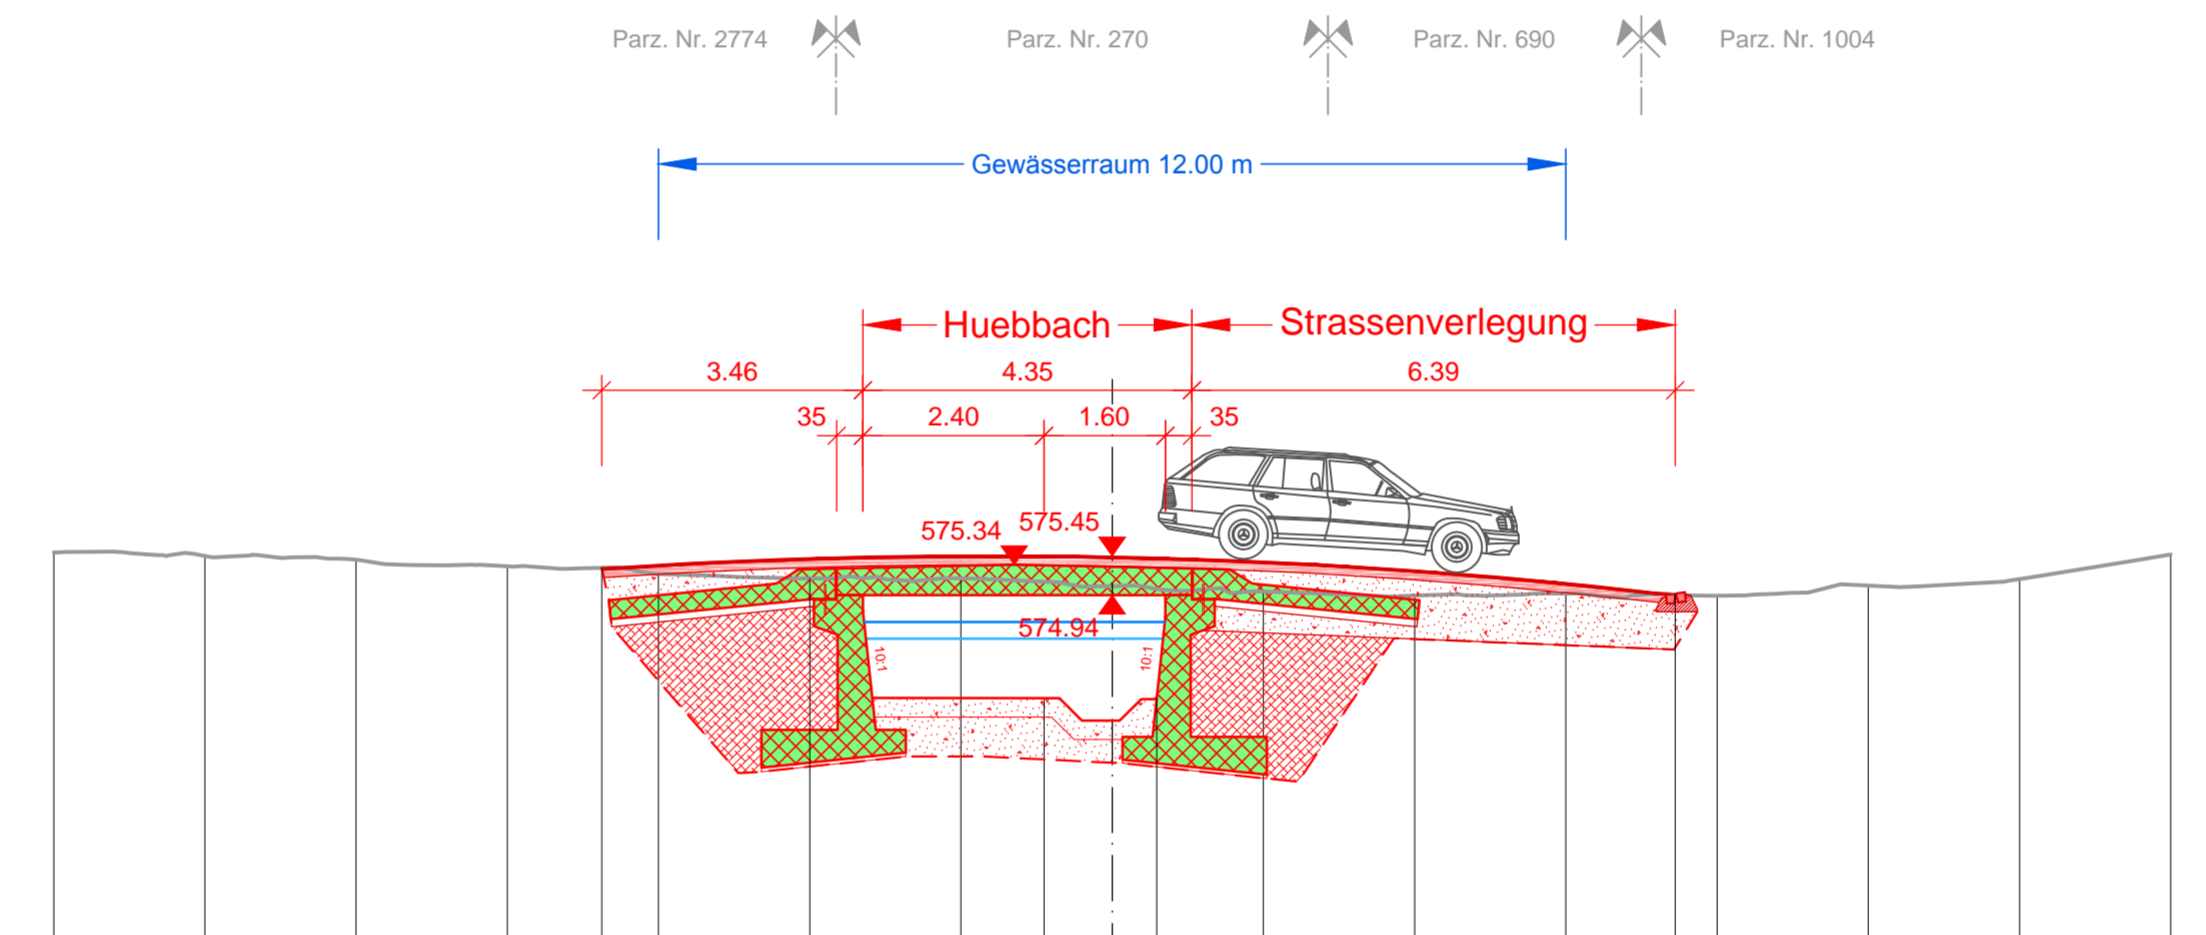 Parz. Nr. 2774
Parz. Nr. 270
Parz. Nr. 690
Parz. Nr. 1004
Gewässerraum 12.00 m
Huebbach
Strassenverlegung
3.46
4.35
6.39
35
2.40
1.60
35
575.34
575.45
574.94
10:1
10:1